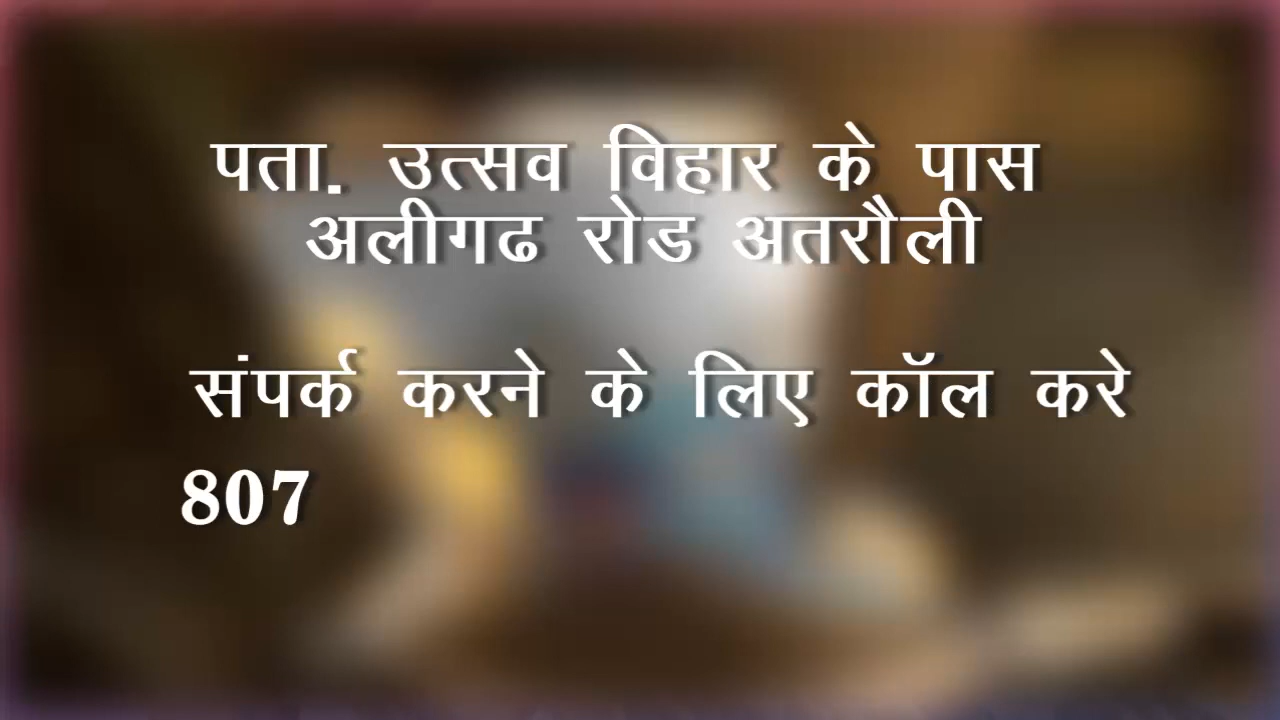 पता. उत्सव विहार के पास
अलीगढ रोड अतरौली
संपर्क करने के लिए कॉल करे
807